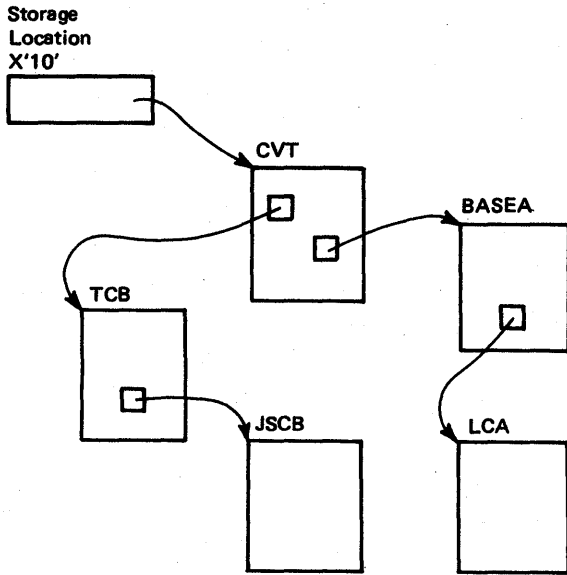 Storage
Location
X'10'
CVT
BASEA
TCB
JSCB
LCA